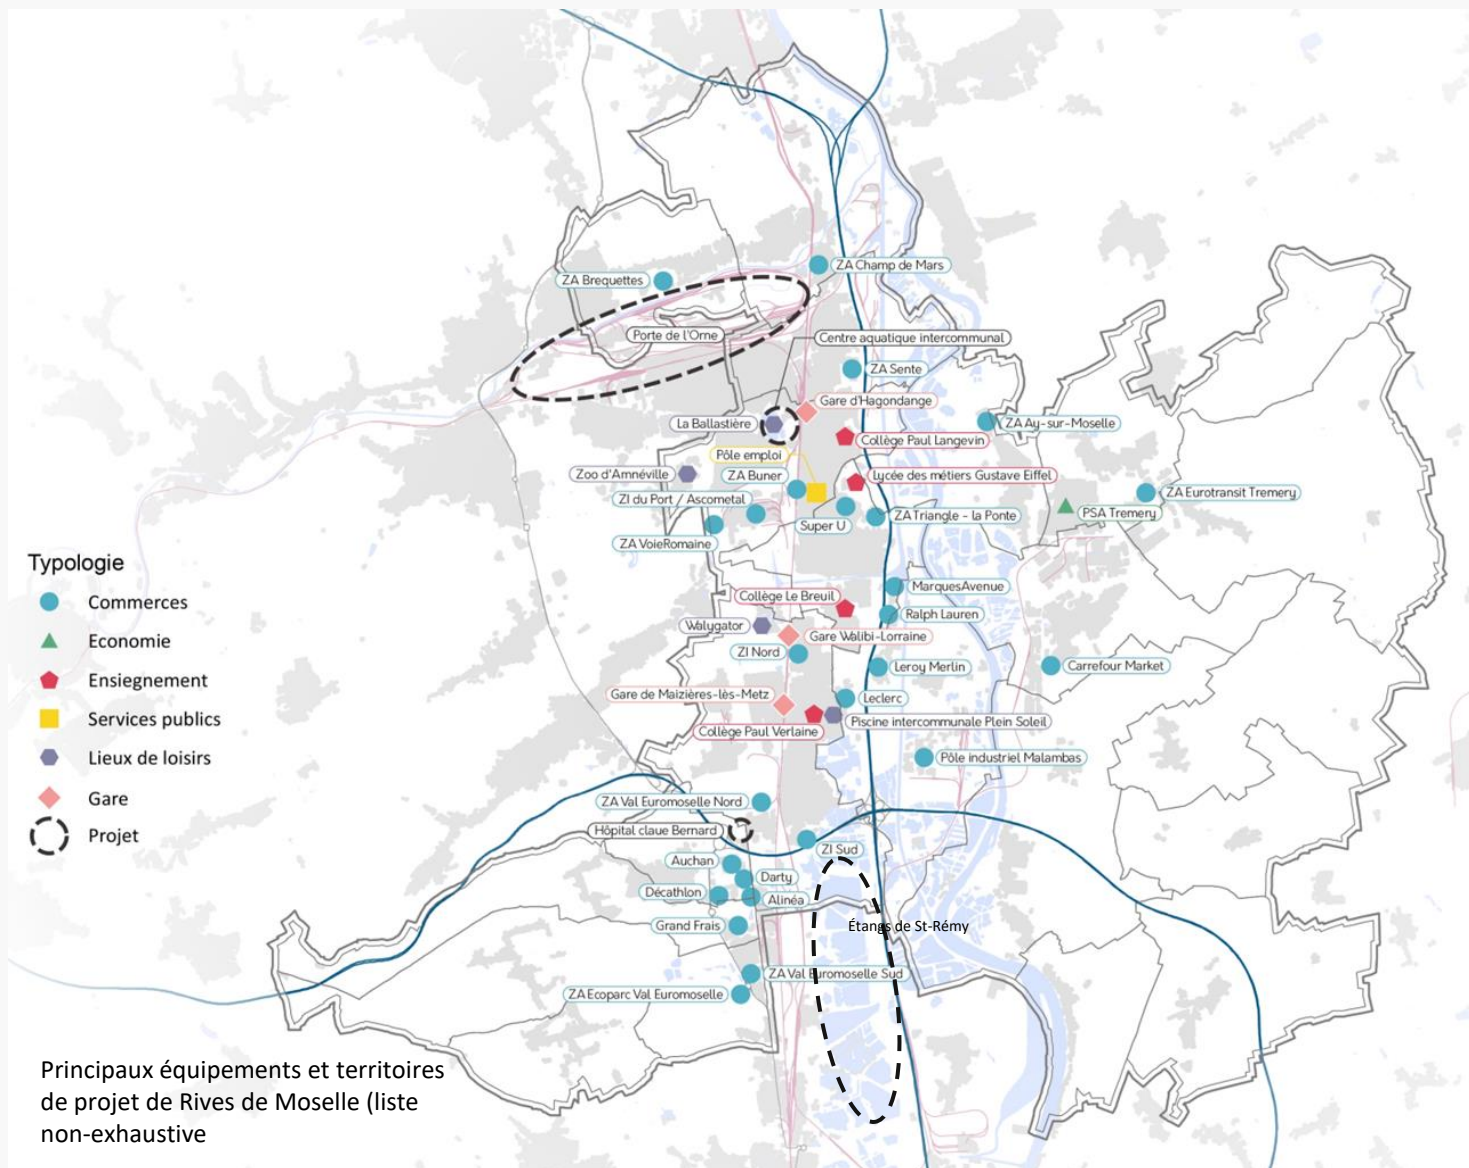 ZA Champ de Mars
ZA Brequettes
Porte de l'Orne
Centre aquatique intercommunal
ZA Sente
Gare d'Hagondange
La Ballastière
ZA Ay-sur-Moselle
Collège Paul Langevin
Pôle emploi
Zoo d'Amnéville
ZA Buner
Lycée des métiers Gustave Eiffel
ZA Eurotransit Tremery
ZI du Port / Ascometal
PSA Tremery
Super U
ZA Triangle - la Ponte
ZA VoieRomaine
Typologie
Commerces
Economie
Ensiegnement
Services publics
Lieux de loisirs
Gare
Projet
MarquesAvenue
Collège Le Breuil
Ralph Lauren
Walygator
Gare Walibi-Lorraine
ZI Nord
Leroy Merlin
Carrefour Market
Gare de Maizières-lès-Metz
Leclerc
Piscine intercommunale Plein Soleil
Collège Paul Verlaine
Pôle industriel Malambas
ZA Val Euromoselle Nord
Hôpital claue Bernard
ZI Sud
Auchan
Darty
Décathlon
Alinéa
Grand Frais
Étangs de St-Rémy
ZA Val Euromoselle Sud
ZA Ecoparc Val Euromoselle
Principaux équipements et territoires
de projet de Rives de Moselle (liste
non-exhaustive